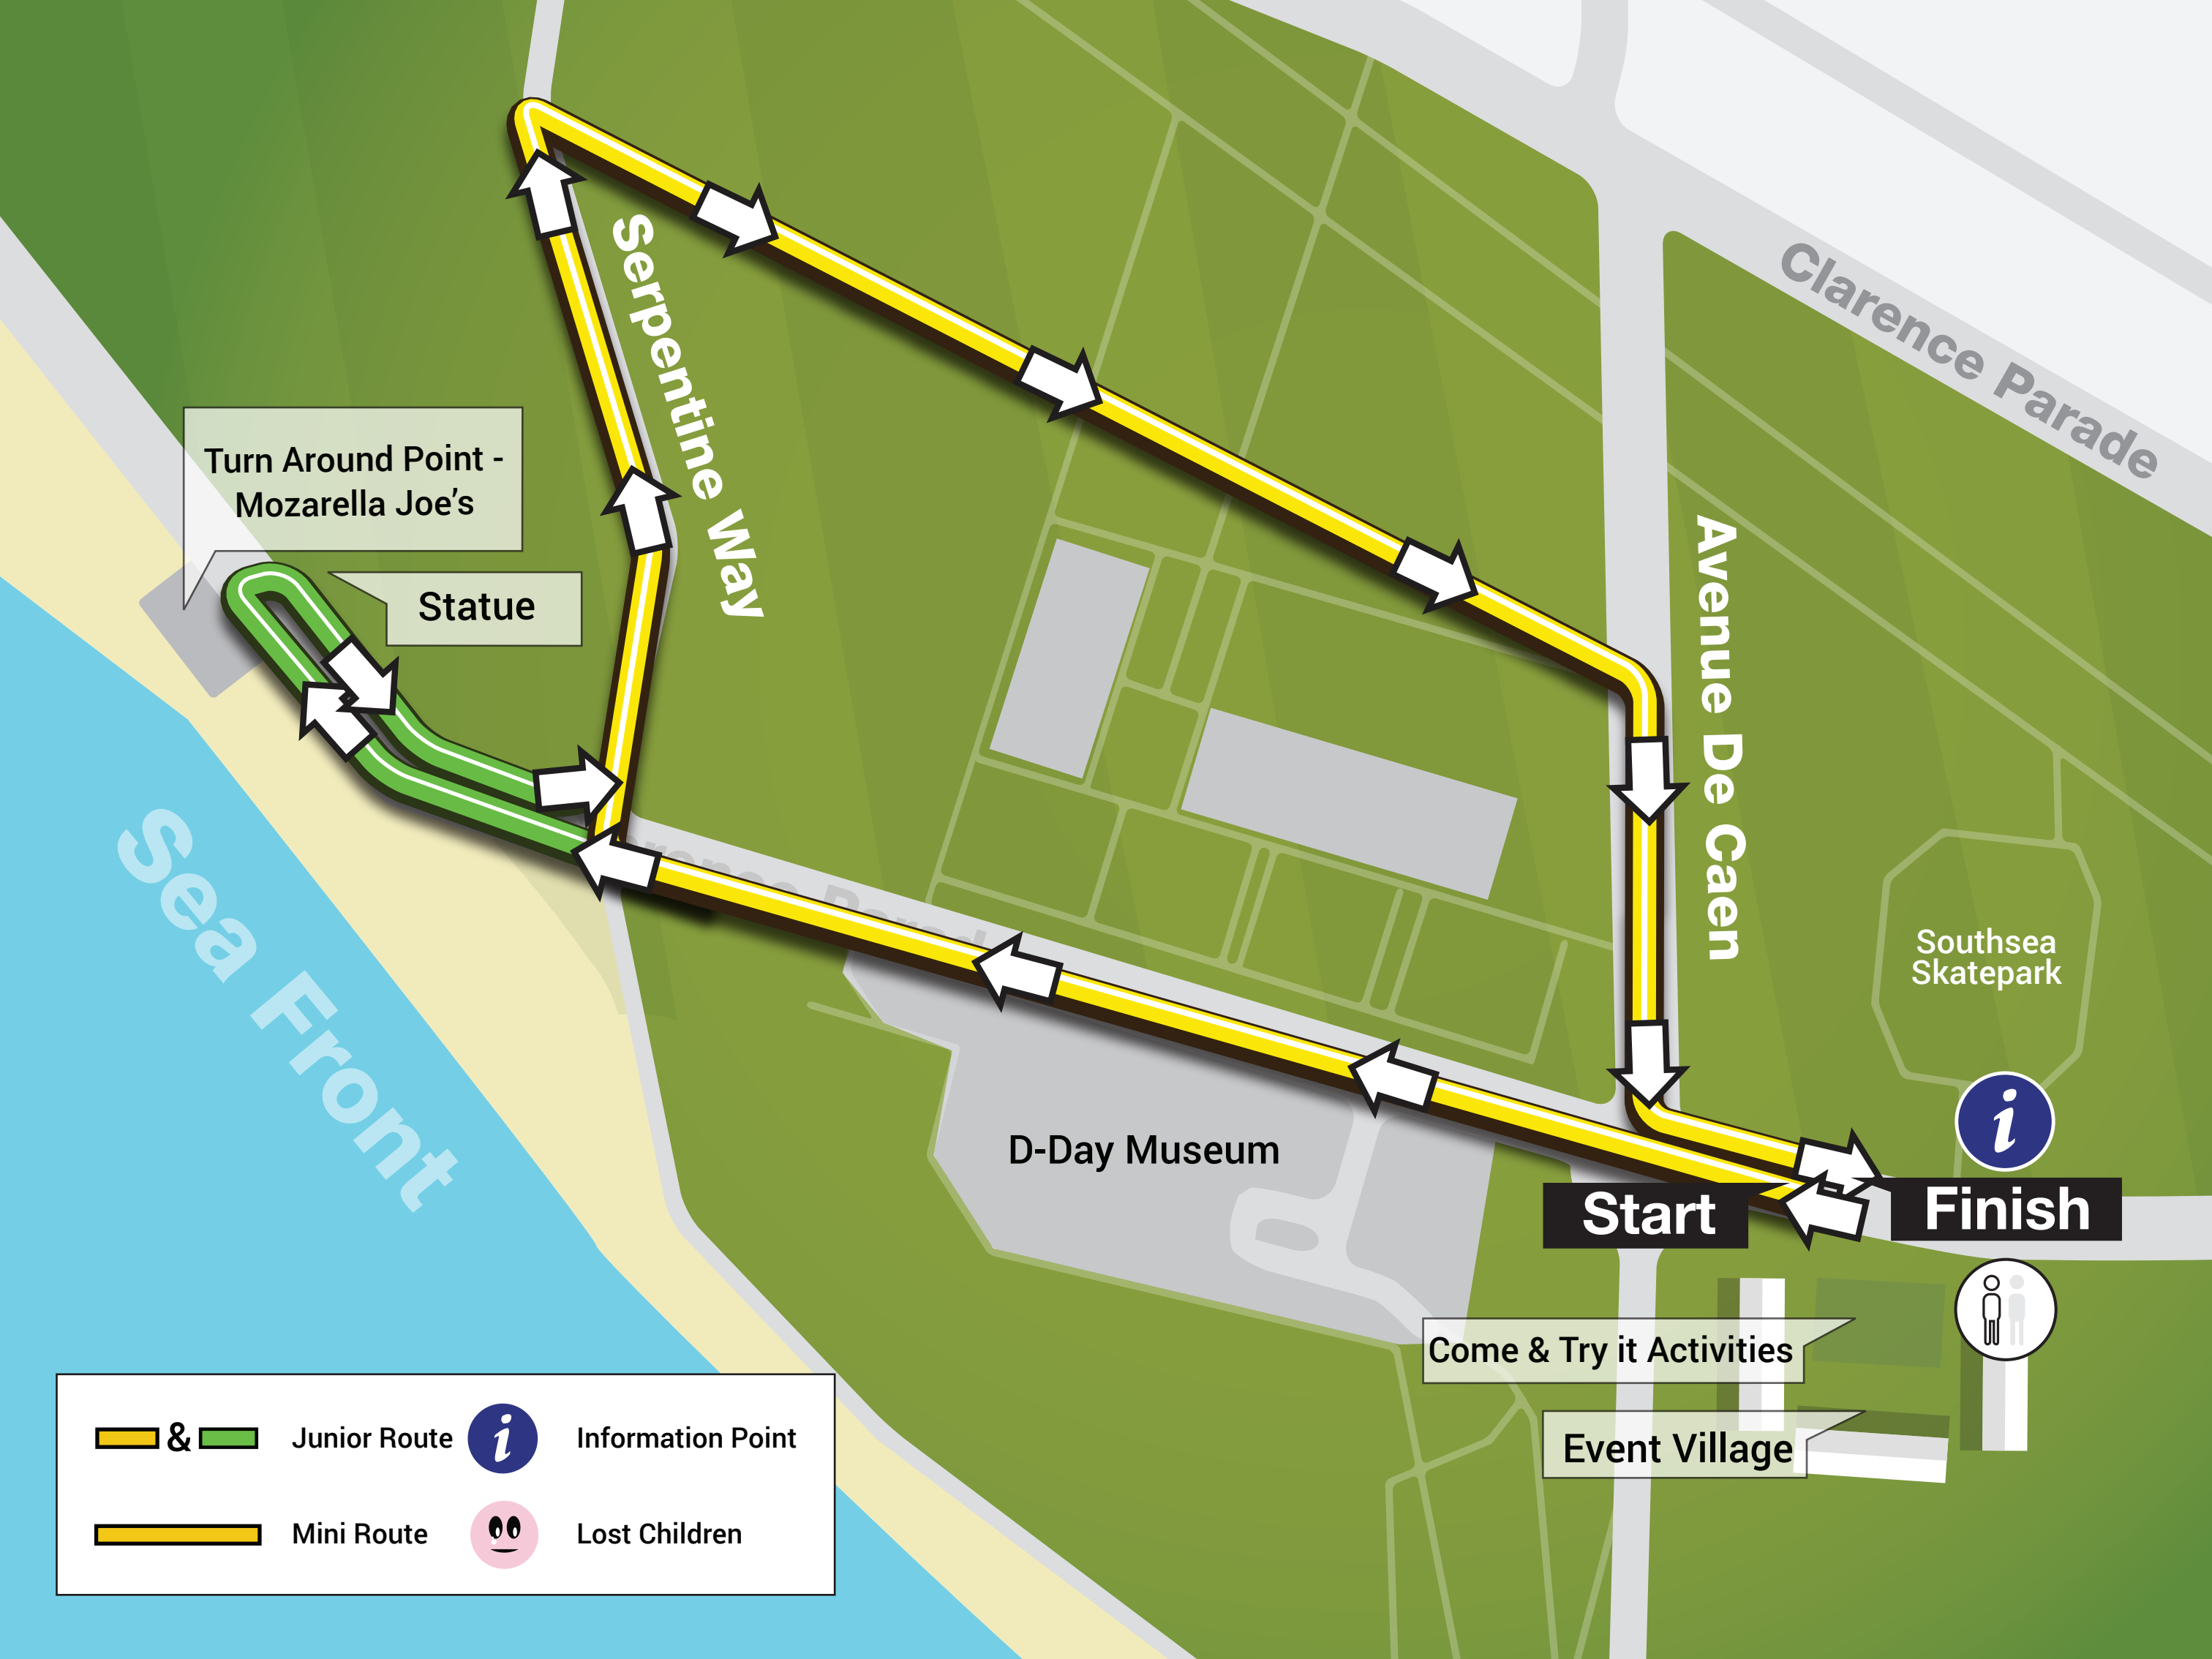 Clarence Parade
Serpentine Way
Turn Around Point -
Mozarella Joe's
Statue
Avenue De Caen
Southsea
Skatepark
Sea Front
D-Day Museum
i
Start
Finish
Come & Try it Activities
Event Village
& Junior Route
i Information Point
Mini Route
Lost Children